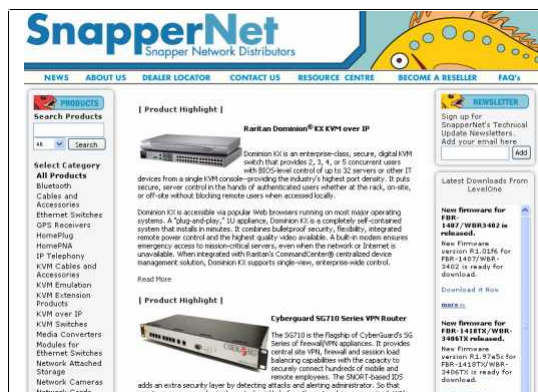 SnapperNet
Snapper Network Distributors
NEWS ABOUT US DEALER LOCATOR CONTACT US RESOURCE CENTRE BECOME A RESELLER FAQ's
PRODUCTS
Search Products
All
Search
Select Category
All Products
Bluetooth
Cables and
Accessories
Ethernet Switches
GPS Receivers
HomePlug
HomePNA
IP Telephony
KVM Cables and
Accessories
KVM Emulation
KVM Extension
Products
KVM over IP
KVM Switches
Media Converters
Modules for
Ethernet Switches
Network Attached
Storage
Network Cameras
Network Cards
[ Product Highlight ]
Raritan Dominion® KX KVM over IP
Dominion KX is an enterprise-class, secure, digital KVM
switch that provides 2, 3, 4, or 5 concurrent users
with BIOS-level control of up to 32 servers or other IT
devices from a single KVM console-providing the industry's highest port density. It puts
secure, server control in the hands of authenticated users whether at the rack, on-site,
or off-site without blocking remote users when accessed locally.
Dominion KX is accessible via popular Web browsers running on most major operating
systems. A "plug-and-play," 1U appliance, Dominion KX is a completely self-contained
system that installs in minutes. It combines bulletproof security, flexibility, integrated
remote power control and the highest quality video available. A built-in modem ensures
emergency access to mission-critical servers, even when the network or Internet is
unavailable. When integrated with Raritan's CommandCenter® centralized device
management solution, Dominion KX supports single-view, enterprise-wide control.
Read More
[ Product Highlight ]
Cyberguard SG710 Series VPN Router
The SG710 is the flagship of CyberGuard's SG
Series of firewall/VPN appliances. It provides
central site VPN, firewall and session load
balancing capabilities with the capacity to
securely connect hundreds of mobile and
remote employees. The SNORT-based IDS
adds an extra security layer by detecting attacks and alerting administrator. So that
NEWSLETTER
Sign up for
SnapperNet's Technical
Update Newsletters.
Add your email here
Add
Latest Downloads From
LevelOne
New firmware for
FBR-1407/WBR3402 is
released.
New Firmware
version R1.01f6 for
FBR-1407/WBR-
3402 is ready for
download.
Download it Now
more»
New firmware for
FBR-1418TX/WBR-
3406TX released.
New Firmware
version R1.97a5c for
FBR-1418TX/WBR-
3406TX is ready for
download.